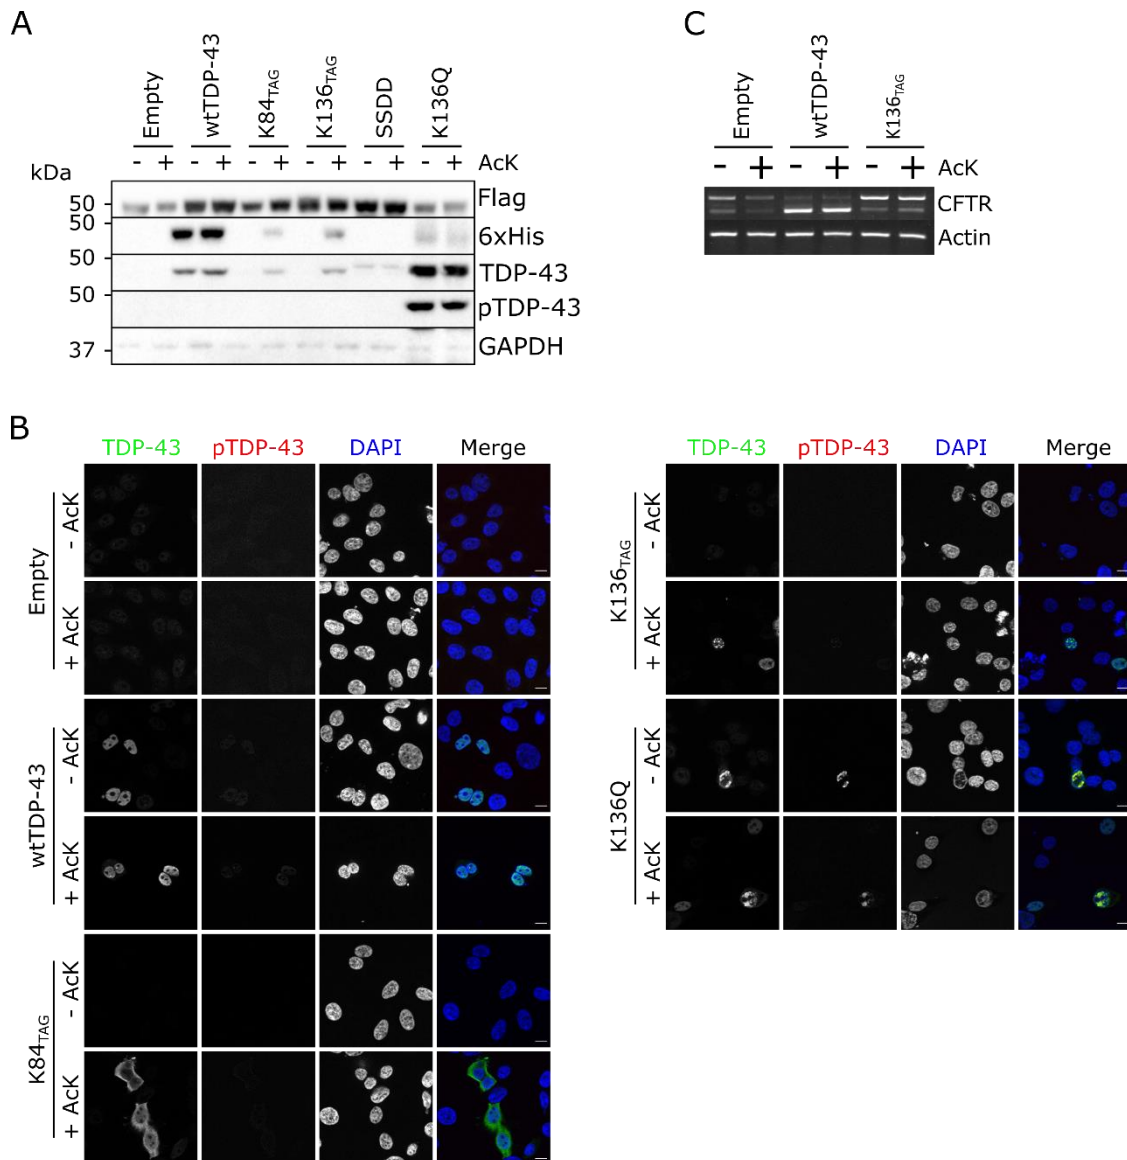 A
Empty
wtTDP-43
K84TAG
K136TAG
SSDD
K136Q
- + - + - + - + - + - + AcK
kDa
50
50
50
50
37
Flag
6xHis
TDP-43
pTDP-43
GAPDH
C
Empty
wtTDP-43
K136TAG
- + - + - + AcK
CFTR
Actin
B
TDP-43 pTDP-43 DAPI Merge
Empty
- AcK
+ AcK
wtTDP-43
- AcK
+ AcK
K84TAG
- AcK
+ AcK
TDP-43 pTDP-43 DAPI Merge
K136TAG
- AcK
+ AcK
K136Q
- AcK
+ AcK